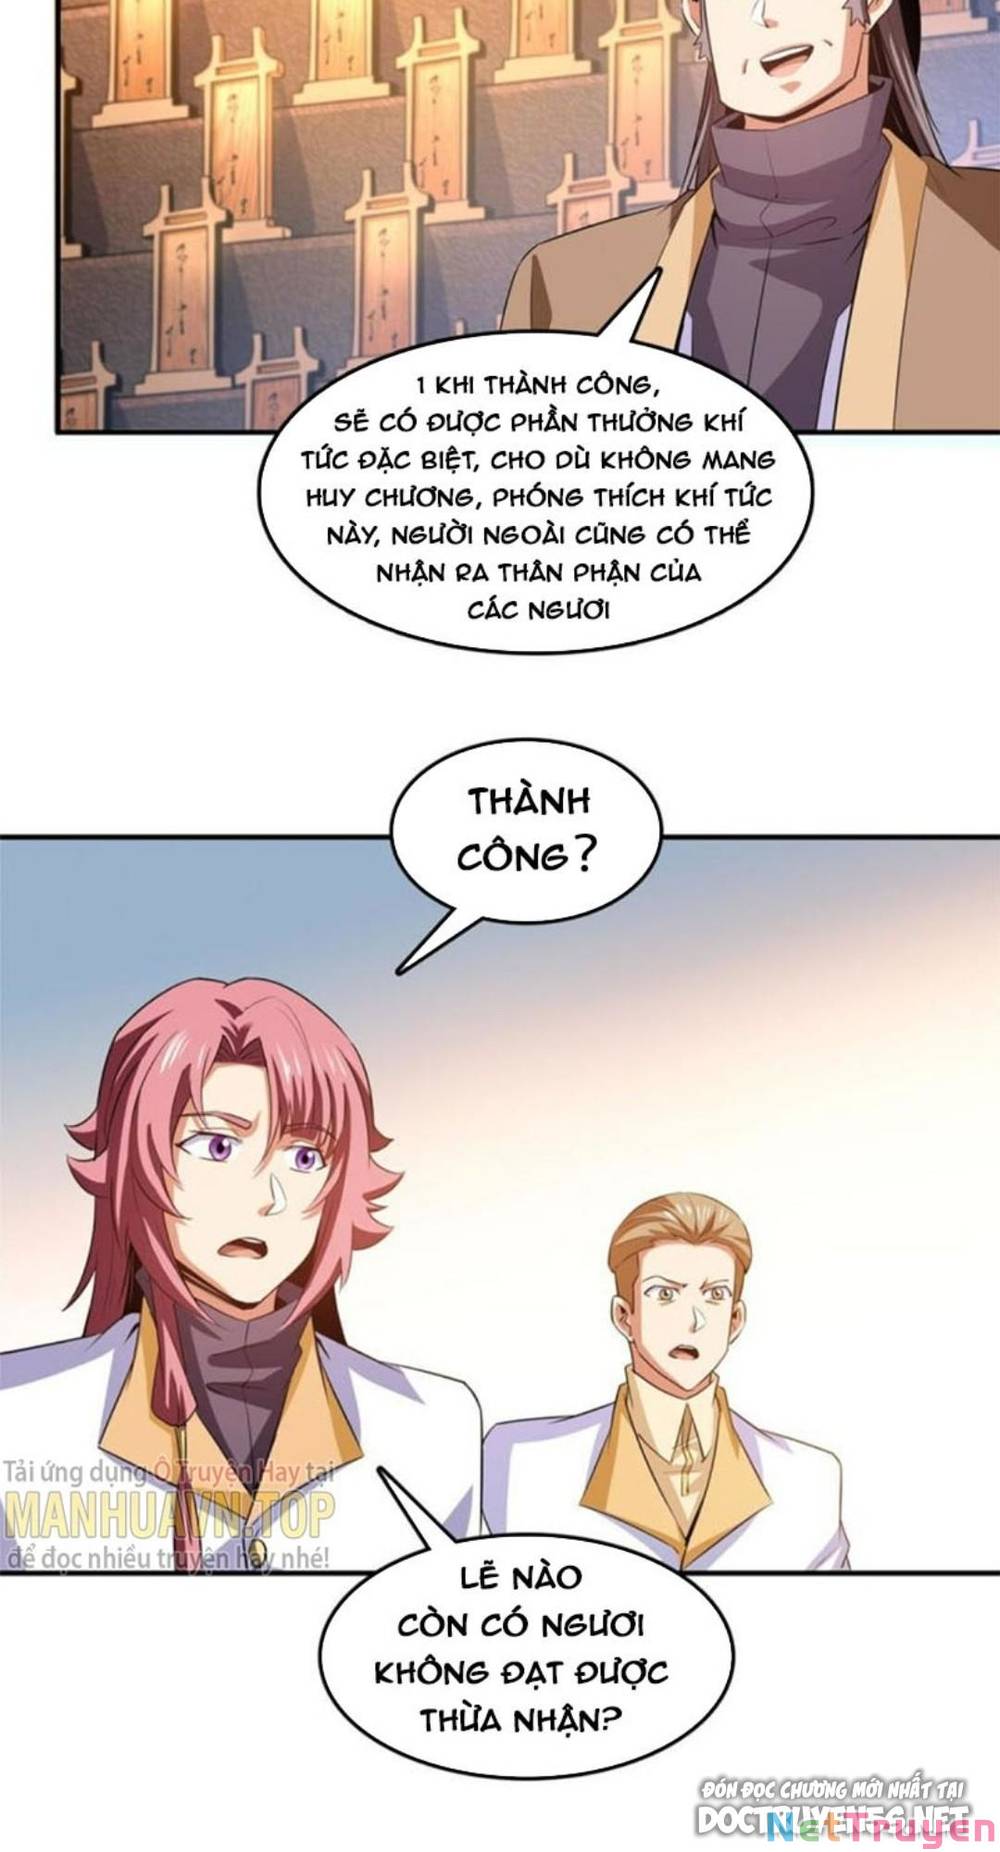 1 KHI THÀNH CÔNG,
SẼ CÓ ĐƯỢC PHẦN THƯỞNG KHÍ
TỨC ĐẶC BIỆT, CHO DÙ KHÔNG MANG
HUY CHƯƠNG, PHÓNG THÍCH KHÍ TỨC
NÀY, NGƯỜI NGOÀI CŨNG CÓ THỂ
NHẬN RA THÂN PHẬN CỦA
CÁC NGƯƠI
THÀNH
CÔNG?
Tải ứng dụng Ô Truyện Hay tại
MANHUAVN.TOP
để đọc nhiều truyện hay nhé!
LẼ NÀO
CÒN CÓ NGƯƠI
KHÔNG ĐẠT ĐƯỢC
THỪA NHẬN?
ĐÓN ĐỌC CHƯƠNG MỚI NHẤT TẠI
DOCTRUYEN5S.NET
NetTruyen